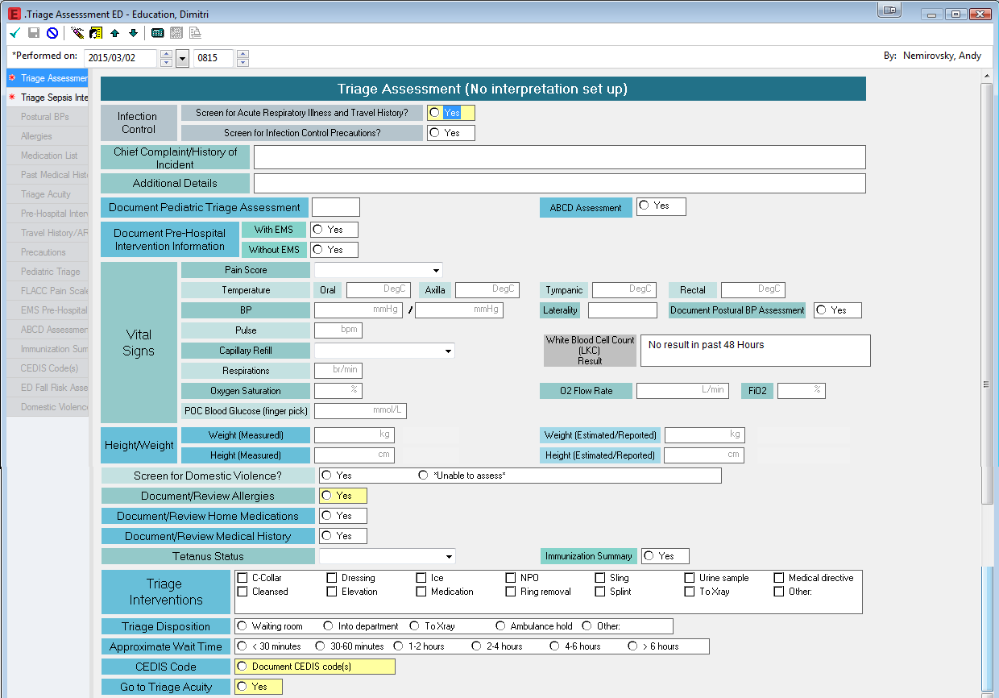 .Triage Assesssment ED - Education, Dimitri
*Performed on: 2015/03/02 0815 By: Nemirovsky, Andy
Triage Assessmen
Triage Sepsis Inte
Postural BPs
Allergies
Medication List
Past Medical Histo
Triage Acuity
Pre-Hospital Interv
Travel History/AR
Precautions
Pediatric Triage
FLACC Pain Scale
EMS Pre-Hospital
ABCD Assessmen
Immunization Sum
CEDIS Code(s)
ED Fall Risk Asse
Domestic Violence
Triage Assessment (No interpretation set up)
Infection Control
Screen for Acute Respiratory Illness and Travel History? Yes
Screen for Infection Control Precautions? Yes
Chief Complaint/History of
Incident
Additional Details
Document Pediatric Triage Assessment ABCD Assessment Yes
Document Pre-Hospital
Intervention Information
With EMS Yes
Without EMS Yes
Vital
Signs
Pain Score
Temperature Oral DegC Axilla DegC Tympanic DegC Rectal DegC
BP mmHg / mmHg Laterality Document Postural BP Assessment Yes
Pulse bpm
White Blood Cell Count
(LKC)
Result
No result in past 48 Hours
Capillary Refill
Respirations br/min
Oxygen Saturation % O2 Flow Rate L/min FiO2 %
POC Blood Glucose (finger pick) mmol/L
Height/Weight
Weight (Measuredl) kg Weight (Estimated/Reported) kg
Height (Measured) cm Height (Estimated/Reported) cm
Screen for Domestic Violence? Yes *Unable to assess*
Document/Review Allergies Yes
Document/Review Home Medications Yes
Document/Review Medical History Yes
Tetanus Status Immunization Summary Yes
Triage
Interventions
C-Collar Dressing Ice NPO Sling Urine sample Medical directive
Cleansed Elevation Medication Ring removal Splint To Xray Other:
Triage Disposition Waiting room Into department To Xray Ambulance hold Other:
Approximate Wait Time < 30 minutes 30-60 minutes 1-2 hours 2-4 hours 4-6 hours > 6 hours
CEDIS Code Document CEDIS code(s)
Go to Triage Acuity Yes